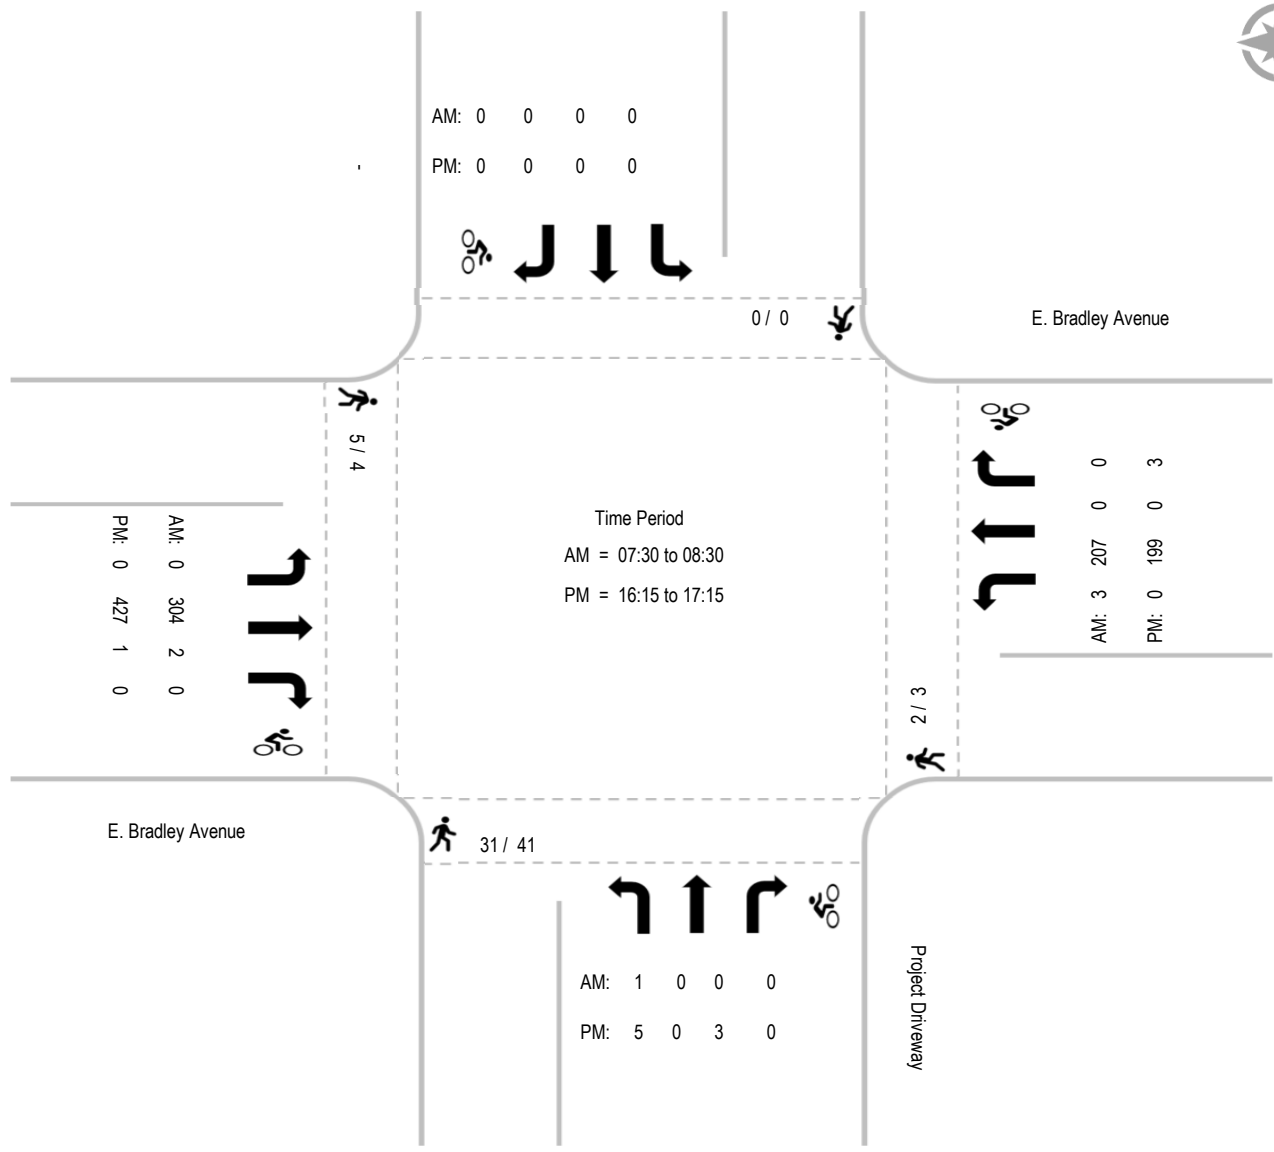 AM: 0 0 0 0
PM: 0 0 0 0
-
0 / 0
E. Bradley Avenue
5 / 4
AM: 0 304 2 0
PM: 0 427 1 0
Time Period
AM = 07:30 to 08:30
PM = 16:15 to 17:15
AM: 3 207 0 0
PM: 0 199 0 3
2 / 3
E. Bradley Avenue
31 / 41
AM: 1 0 0 0
PM: 5 0 3 0
Project Driveway